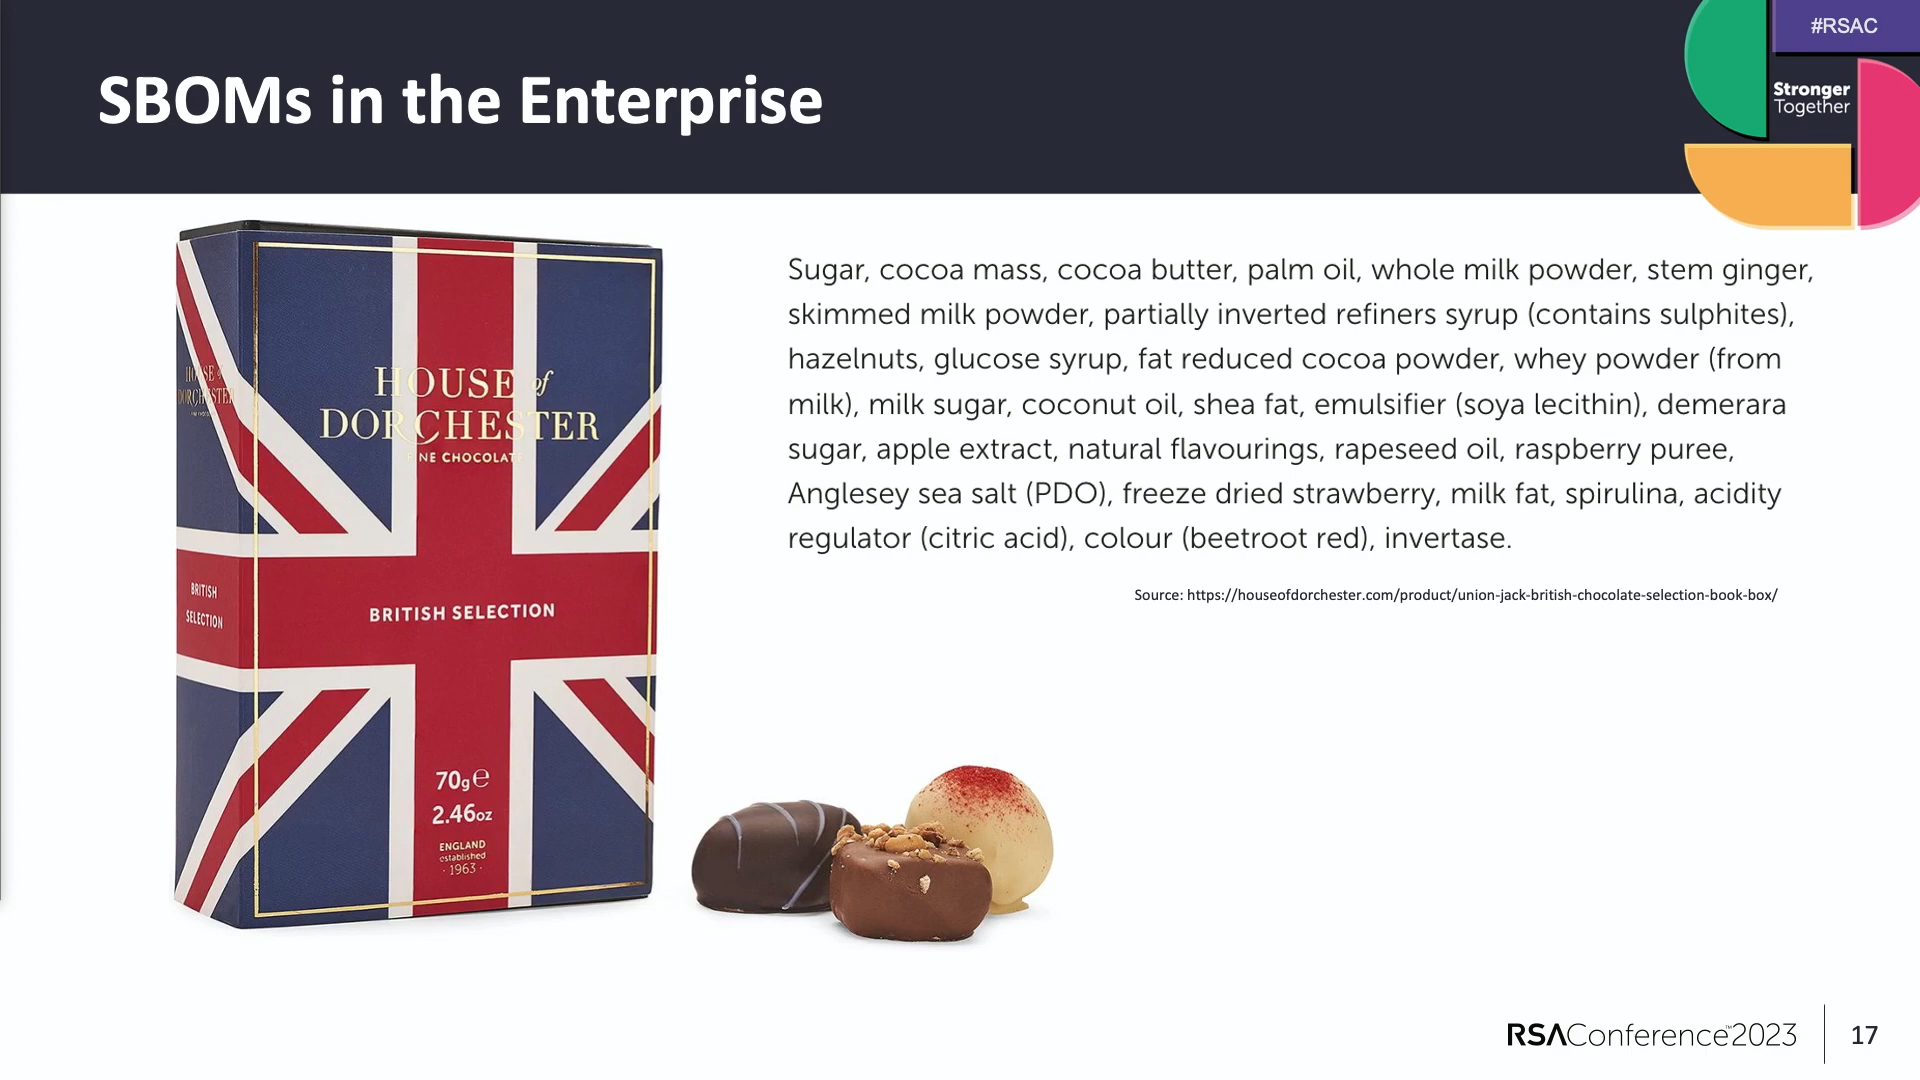 #RSAC
SBOMs in the Enterprise
Stronger
Together
Sugar, cocoa mass, cocoa butter, palm oil, whole milk powder, stem ginger,
skimmed milk powder, partially inverted refiners syrup (contains sulphites),
hazelnuts, glucose syrup, fat reduced cocoa powder, whey powder (from
milk), milk sugar, coconut oil, shea fat, emulsifier (soya lecithin), demerara
sugar, apple extract, natural flavourings, rapeseed oil, raspberry puree,
Anglesey sea salt (PDO), freeze dried strawberry, milk fat, spirulina, acidity
regulator (citric acid), colour (beetroot red), invertase.
Source: https://houseofdorchester.com/product/union-jack-british-chocolate-selection-book-box/
HOUSE of
DORCHESTER
FINE CHOCOLATE
BRITISH SELECTION
70g℮
2.46oz
ENGLAND
established
· 1963 ·
HOUSE of
DORCHESTER
BRITISH
SELECTION
RSAConference™2023
17